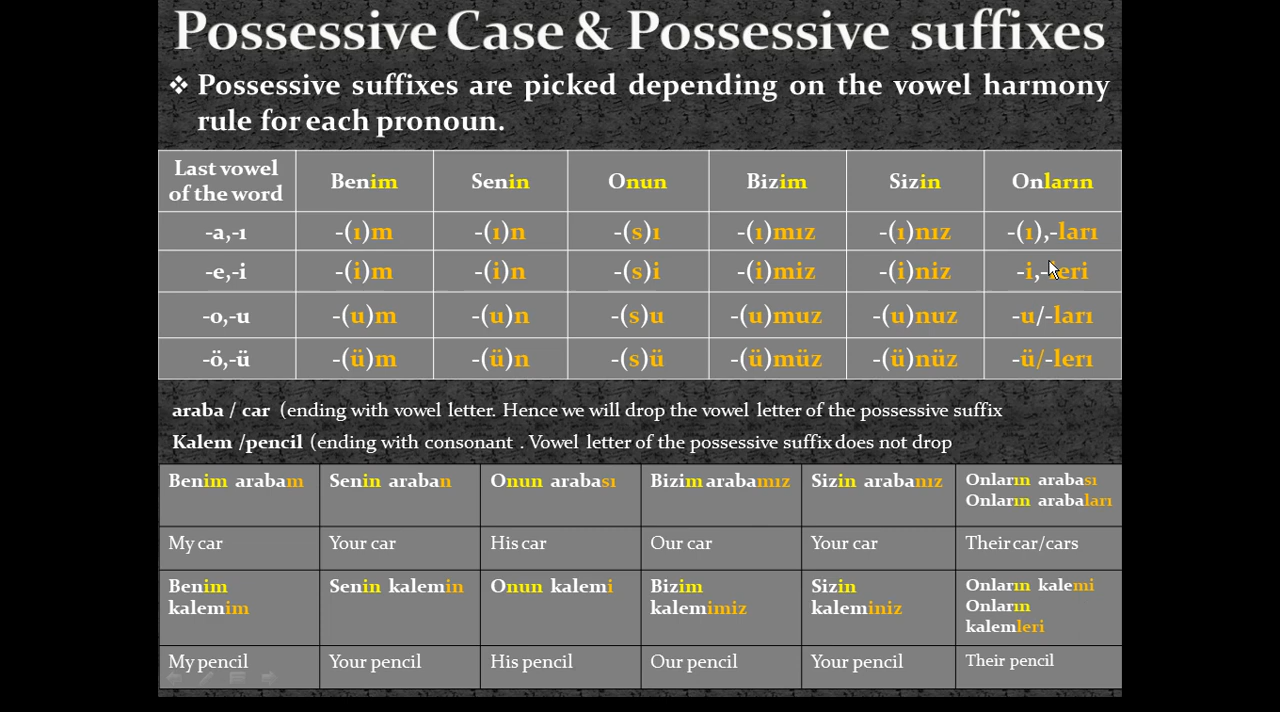 Possessive Case & Possessive suffixes
❖ Possessive suffixes are picked depending on the vowel harmony
rule for each pronoun.
Last vowel
of the word
Benim
Senin
Onun
Bizim
Sizin
Onların
-a,-ı
-(ı)m
-(ı)n
-(s)ı
-(ı)mız
-(ı)nız
-(ı),-ları
-e,-i
-(i)m
-(i)n
-(s)i
-(i)miz
-(i)niz
-i,-leri
-o,-u
-(u)m
-(u)n
-(s)u
-(u)muz
-(u)nuz
-u/-ları
-ö,-ü
-(ü)m
-(ü)n
-(s)ü
-(ü)müz
-(ü)nüz
-ü/-lerı
araba / car (ending with vowel letter. Hence we will drop the vowel letter of the possessive suffix
Kalem /pencil (ending with consonant . Vowel letter of the possessive suffix does not drop
Benim arabam
Senin araban
Onun arabası
Bizim arabamız
Sizin arabanız
Onların arabası
Onların arabaları
My car
Your car
His car
Our car
Your car
Their car/cars
Benim
kalemim
Senin kalemin
Onun kalemi
Bizim
kalemimiz
Sizin
kaleminiz
Onların kalemi
Onların
kalemleri
My pencil
Your pencil
His pencil
Our pencil
Your pencil
Their pencil